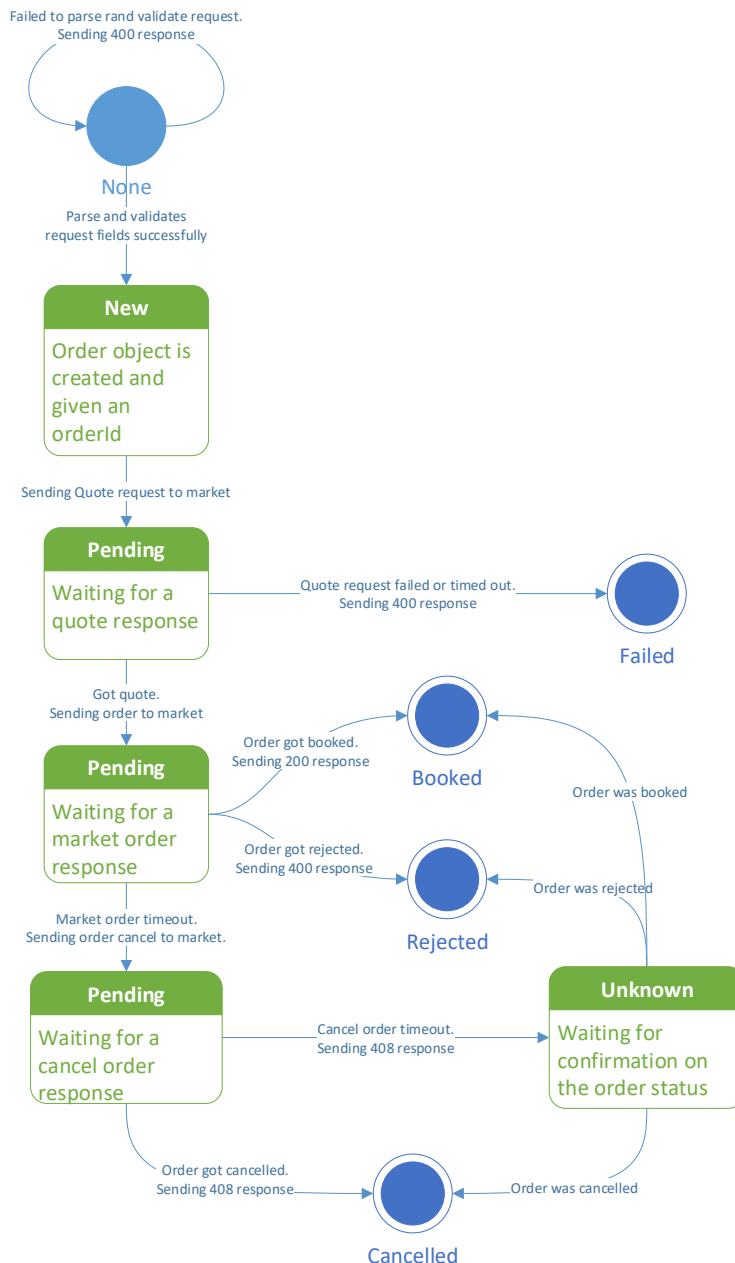 Failed to parse rand validate request.
Sending 400 response
None
Parse and validates
request fields successfully
New
Order object is
created and
given an
orderId
Sending Quote request to market
Pending
Waiting for a
quote response
Quote request failed or timed out.
Sending 400 response
Failed
Got quote.
Sending order to market
Pending
Waiting for a
market order
response
Order got booked.
Sending 200 response
Booked
Order was booked
Order got rejected.
Sending 400 response
Rejected
Order was rejected
Market order timeout.
Sending order cancel to market.
Pending
Waiting for a
cancel order
response
Cancel order timeout.
Sending 408 response
Unknown
Waiting for
confirmation on
the order status
Order got cancelled.
Sending 408 response
Order was cancelled
Cancelled